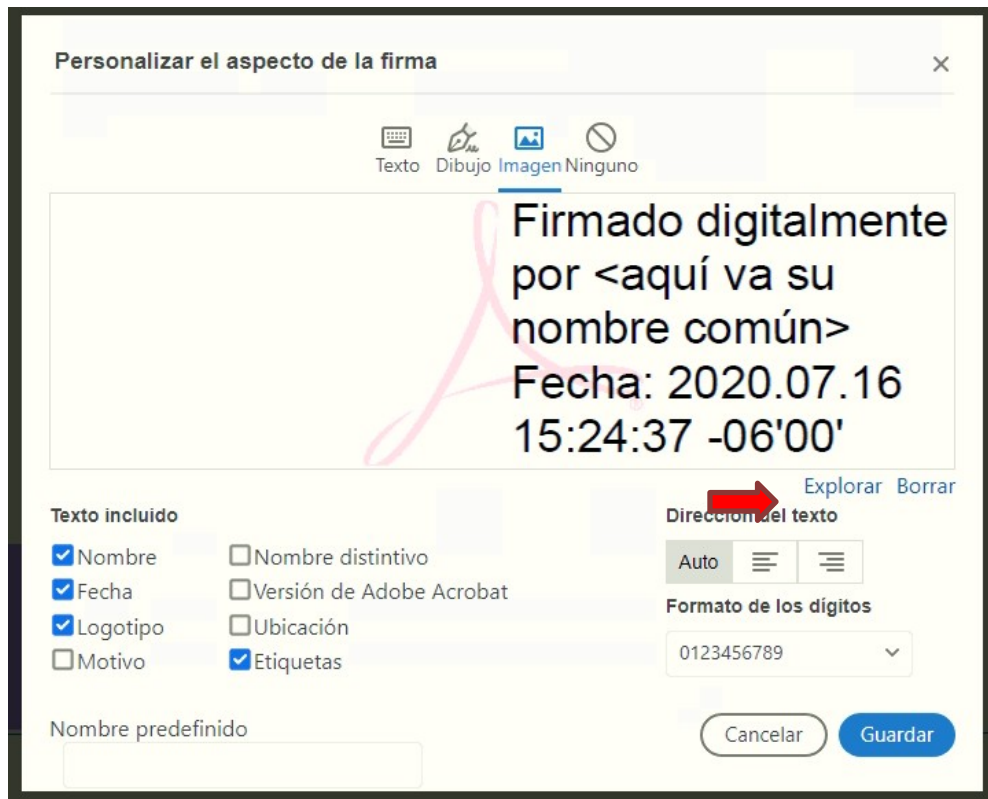 Personalizar el aspecto de la firma
Texto Dibujo Imagen Ninguno
Firmado digitalmente
por <aquí va su
nombre común>
Fecha: 2020.07.16
15:24:37 -06'00'
Explorar Borrar
Texto incluido
Nombre
Fecha
Logotipo
Motivo
Nombre distintivo
Versión de Adobe Acrobat
Ubicación
Etiquetas
Dirección del texto
Auto
Formato de los dígitos
0123456789
Nombre predefinido
Cancelar Guardar